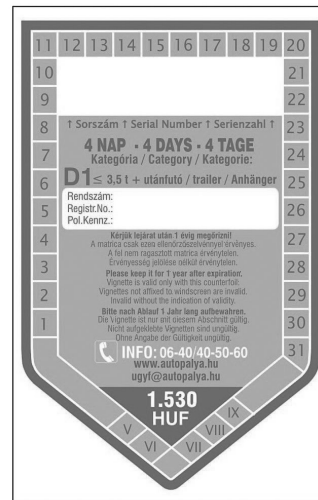 11 12 13 14 15 16 17 18 19 20
10 21
9 22
8 ↑ Sorszám ↑ Serial Number ↑ Serienzahl ↑ 23
4 NAP · 4 DAYS · 4 TAGE
7 Kategória / Category / Kategorie: 24
6 D1 ≤ 3,5 t + utánfutó / trailer / Anhänger 25
Rendszám:
5 Registr.No.: 26
Pol.Kennz.:
4 Kérjük lejárat után 1 évig megőrizni! 27
A matrica csak ezen ellenőrzőszelvénnyel érvényes.
A fel nem ragasztott matrica érvénytelen.
3 Érvényesség jelölése nélkül érvénytelen. 28
Please keep it for 1 year after expiration.
Vignette is valid only with this counterfoil.
2 Vignettes not affixed to windscreen are invalid. 29
Invalid without the indication of validity.
Bitte nach Ablauf 1 Jahr lang aufbewahren.
1 Die Vignette ist nur mit diesem Abschnitt gültig. 30
Nicht aufgeklebte Vignetten sind ungültig.
Ohne Angabe der Gültigkeit ungültig.
INFO: 06-40/40-50-60 31
www.autopalya.hu
ugyf@autopalya.hu
1.530
HUF
IX
V VIII
VI VII